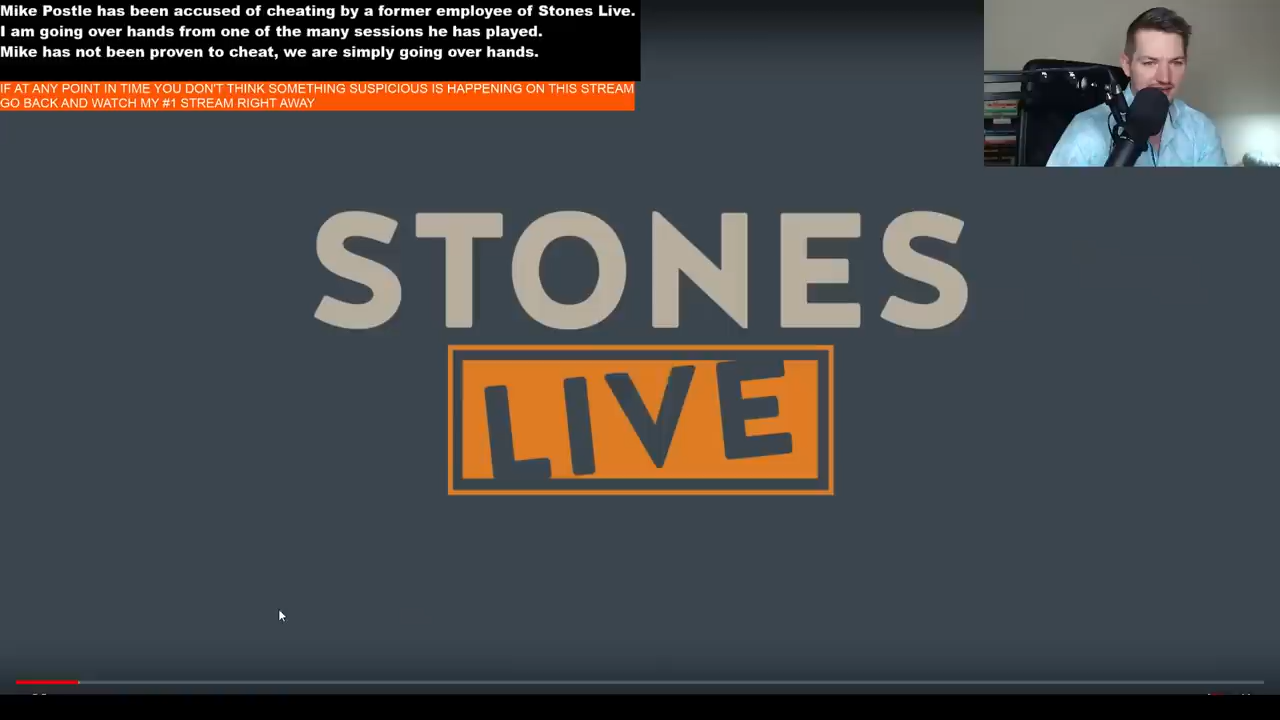 Mike Postle has been accused of cheating by a former employee of Stones Live.
I am going over hands from one of the many sessions he has played.
Mike has not been proven to cheat, we are simply going over hands.
IF AT ANY POINT IN TIME YOU DON'T THINK SOMETHING SUSPICIOUS IS HAPPENING ON THIS STREAM
GO BACK AND WATCH MY #1 STREAM RIGHT AWAY
STONES
LIVE